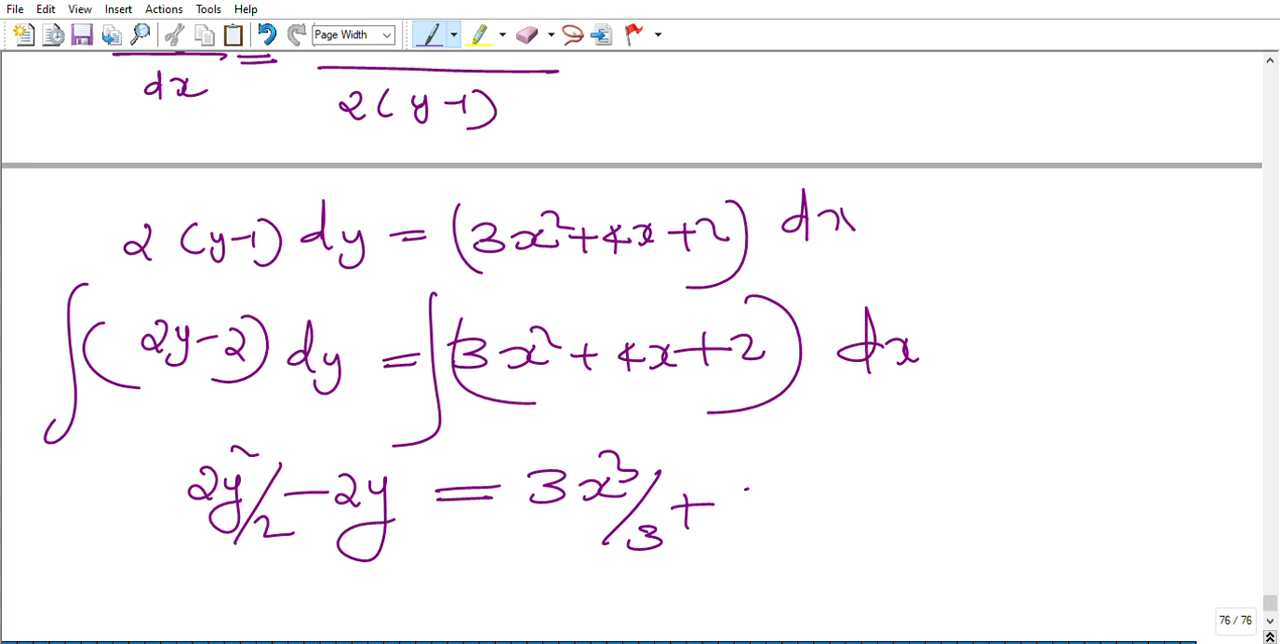 File Edit View Insert Actions Tools Help
Page Width
dx =
2(y-1)
2(y-1) dy = (3x²+4x+2) dx
∫(2y-2) dy = ∫(3x²+4x+2) dx
2y²/2 - 2y = 3x³/3 +
76 / 76